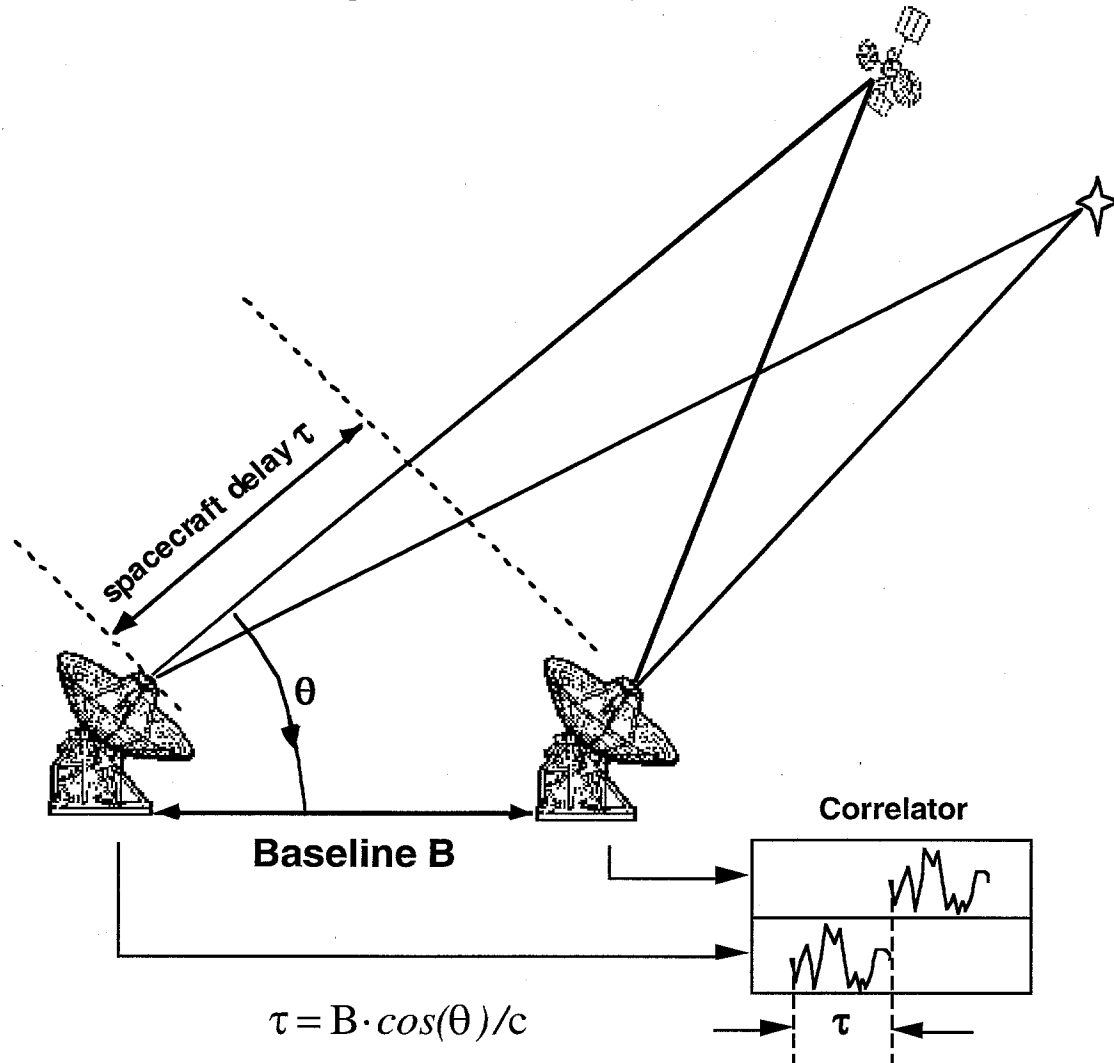 spacecraft delay τ
θ
Baseline B
Correlator
τ = B·cos(θ)/c
τ